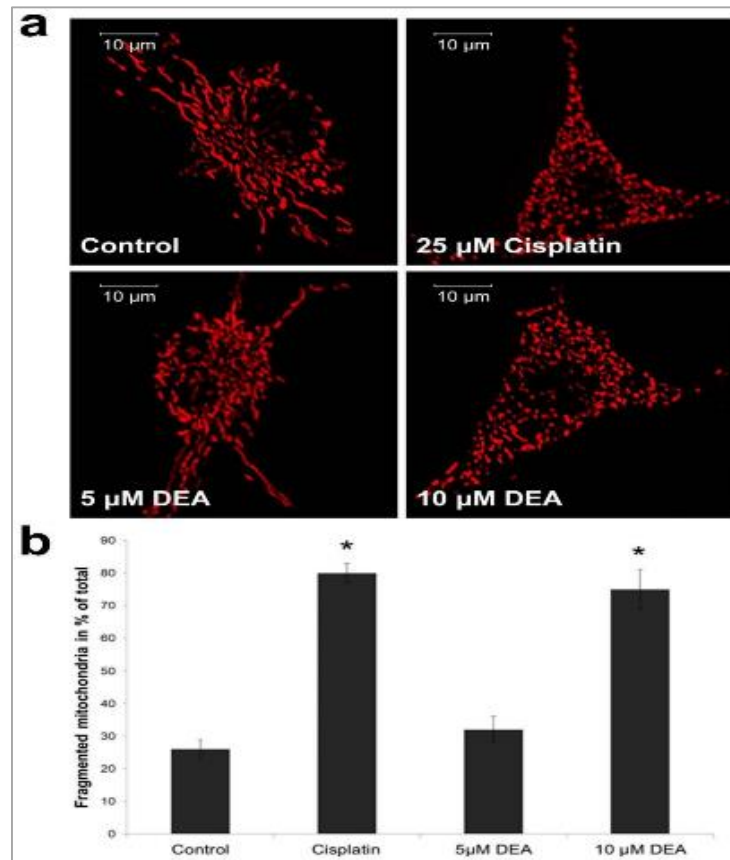 a
10 µm
10 µm
Control
25 µM Cisplatin
10 µm
10 µm
5 µM DEA
10 µM DEA
b
Fragmented mitochondria in % of total
90
80
70
60
50
40
30
20
10
0
*
*
Control
Cisplatin
5µM DEA
10 µM DEA